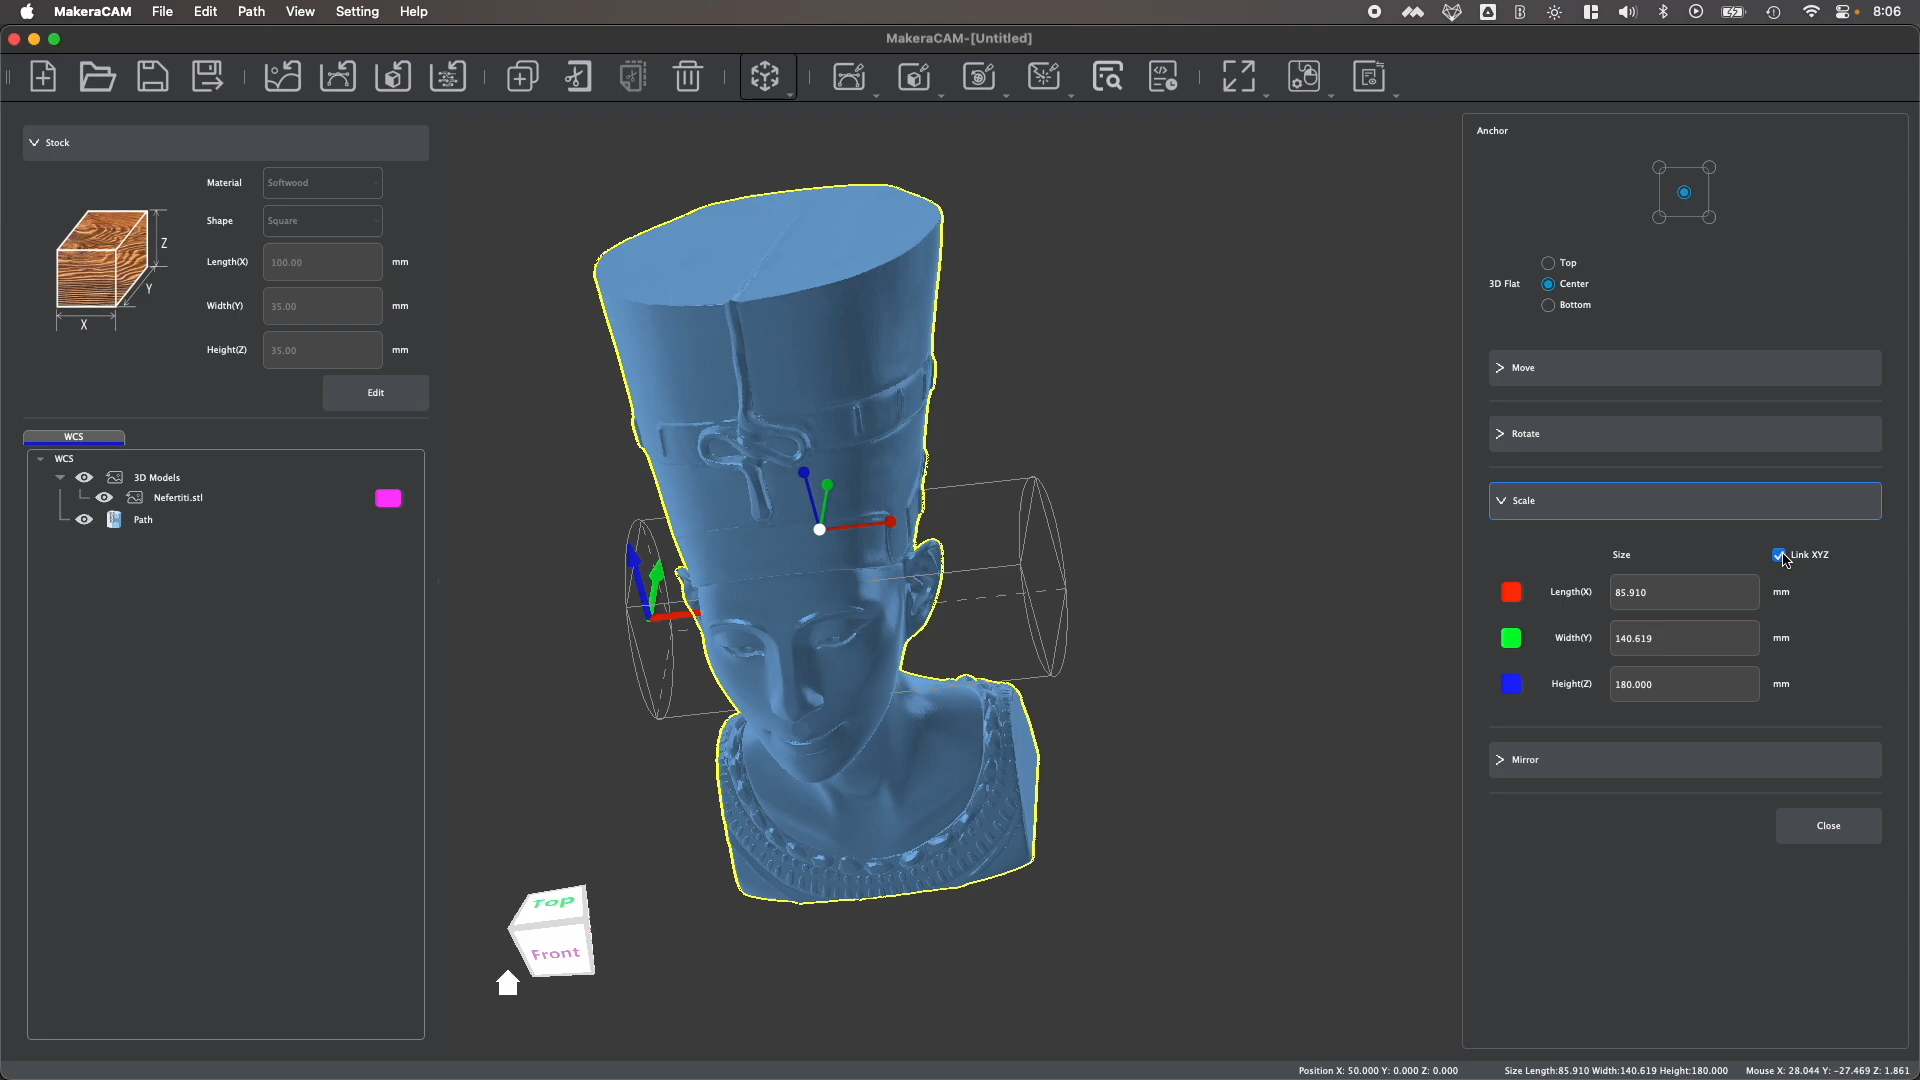 MakeraCAM File Edit Path View Setting Help 8:06
MakeraCAM-[Untitled]
Stock
Material Softwood
Shape Square
Length(X) 100.00 mm
Width(Y) 35.00 mm
Height(Z) 35.00 mm
Z
Y
X
Edit
WCS
WCS
3D Models
Nefertiti.stl
Path
Top
Front
Anchor
Top
3D Flat Center
Bottom
Move
Rotate
Scale
Size Link XYZ
Length(X) 85.910 mm
Width(Y) 140.619 mm
Height(Z) 180.000 mm
Mirror
Close
Position X: 50.000 Y: 0.000 Z: 0.000 Size Length:85.910 Width:140.619 Height:180.000 Mouse X: 28.044 Y: -27.469 Z: 1.861